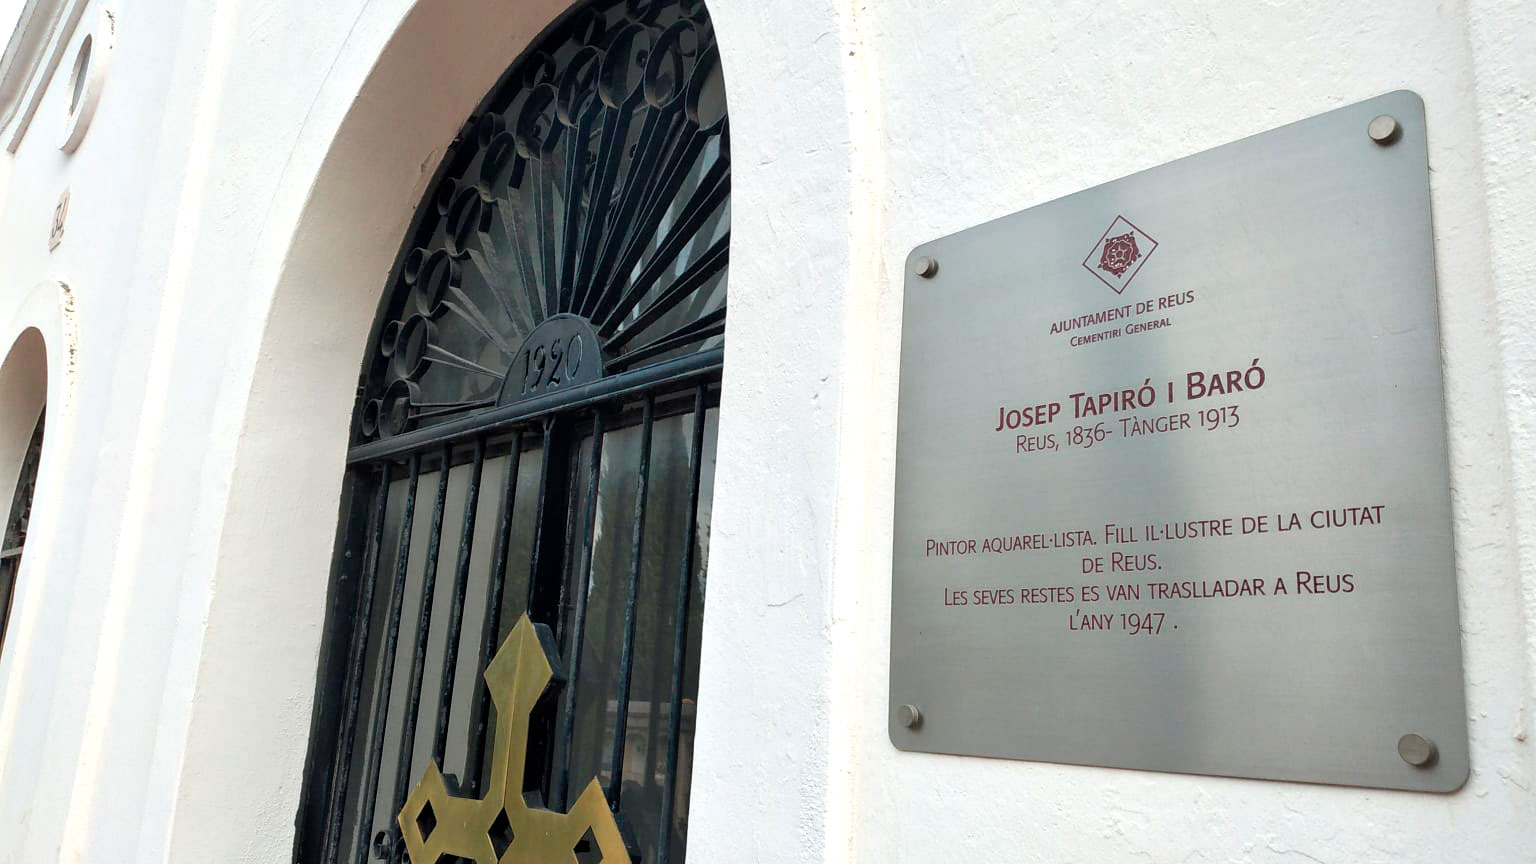 34
1920
AJUNTAMENT DE REUS
CEMENTIRI GENERAL
JOSEP TAPIRÓ I BARÓ
REUS, 1836- TÀNGER 1913
PINTOR AQUAREL·LISTA. FILL IL·LUSTRE DE LA CIUTAT
DE REUS.
LES SEVES RESTES ES VAN TRASLLADAR A REUS
L'ANY 1947 .